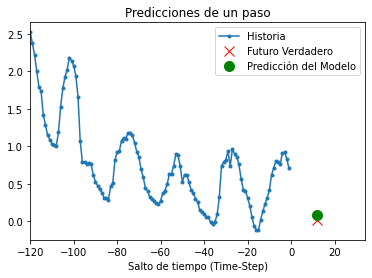 Predicciones de un paso
Historia
Futuro Verdadero
Predicción del Modelo
2.5
2.0
1.5
1.0
0.5
0.0
−120 −100 −80 −60 −40 −20 0 20
Salto de tiempo (Time-Step)